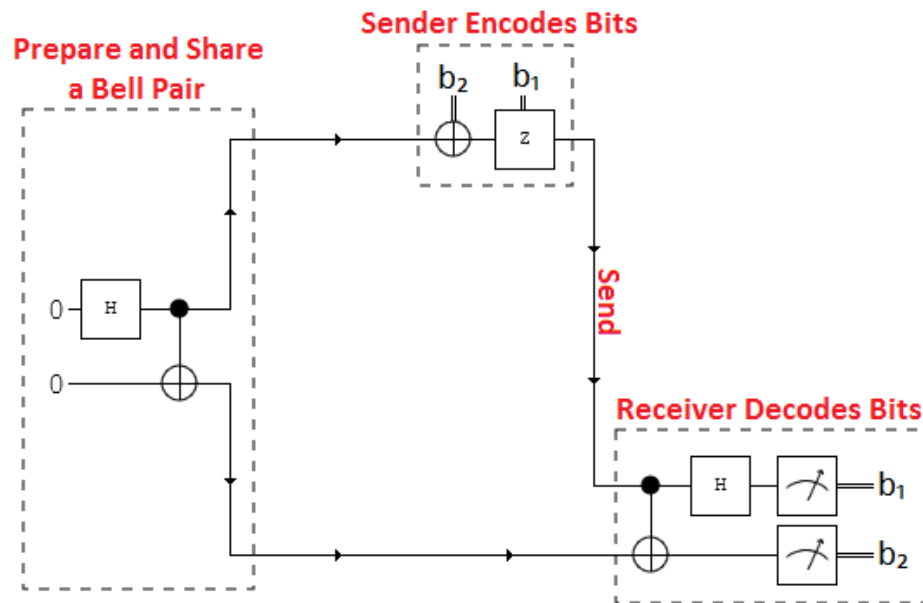 Sender Encodes Bits
Prepare and Share
a Bell Pair
b₂ b₁
Z
0 H
0
Send
Receiver Decodes Bits
H b₁
b₂